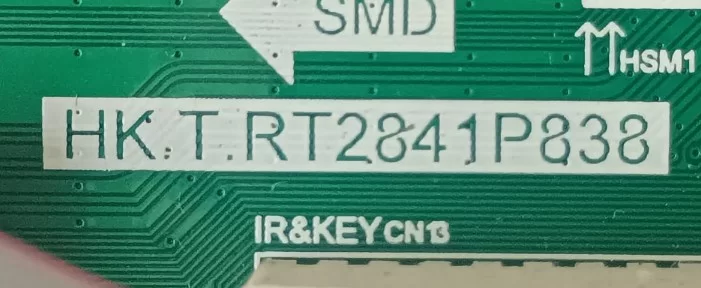 SMD
HSM1
HK.T.RT2841P838
IR&KEY CN13